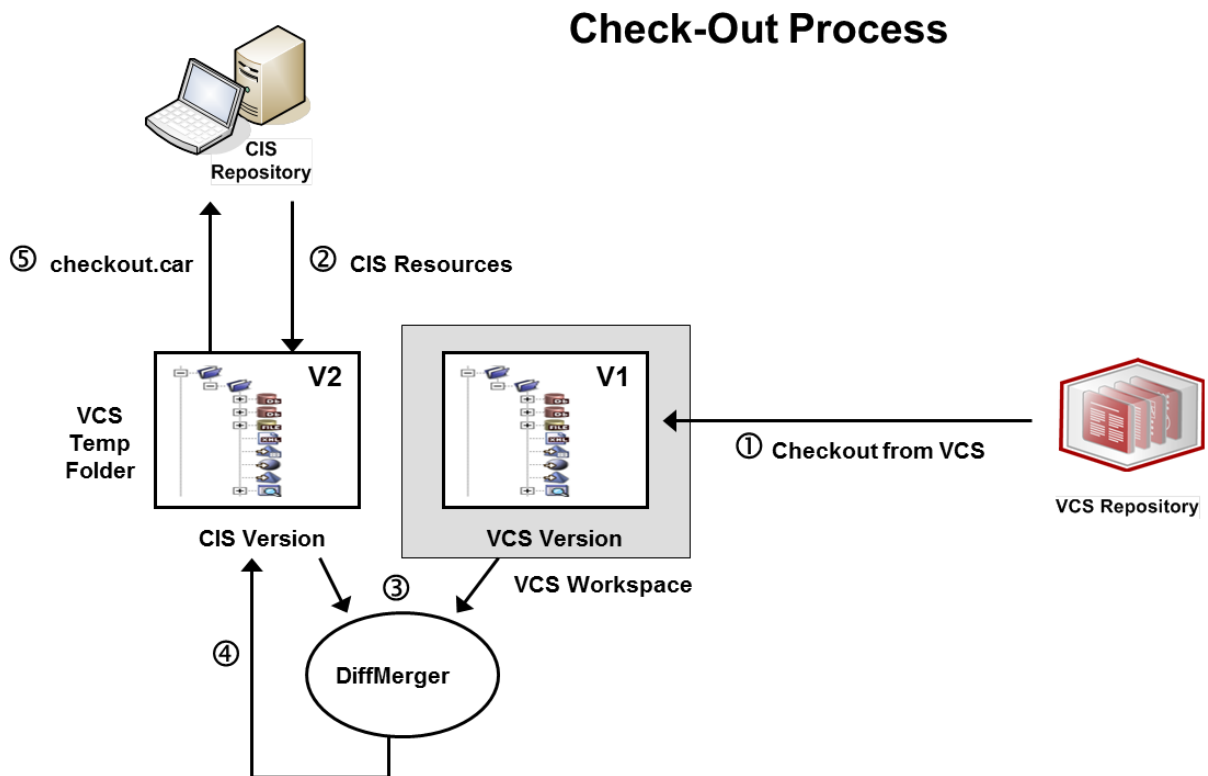 Check-Out Process
CIS
Repository
⑤ checkout.car
② CIS Resources
V2
V1
VCS
Temp
Folder
① Checkout from VCS
VCS Repository
CIS Version
VCS Version
VCS Workspace
③
④
DiffMerger